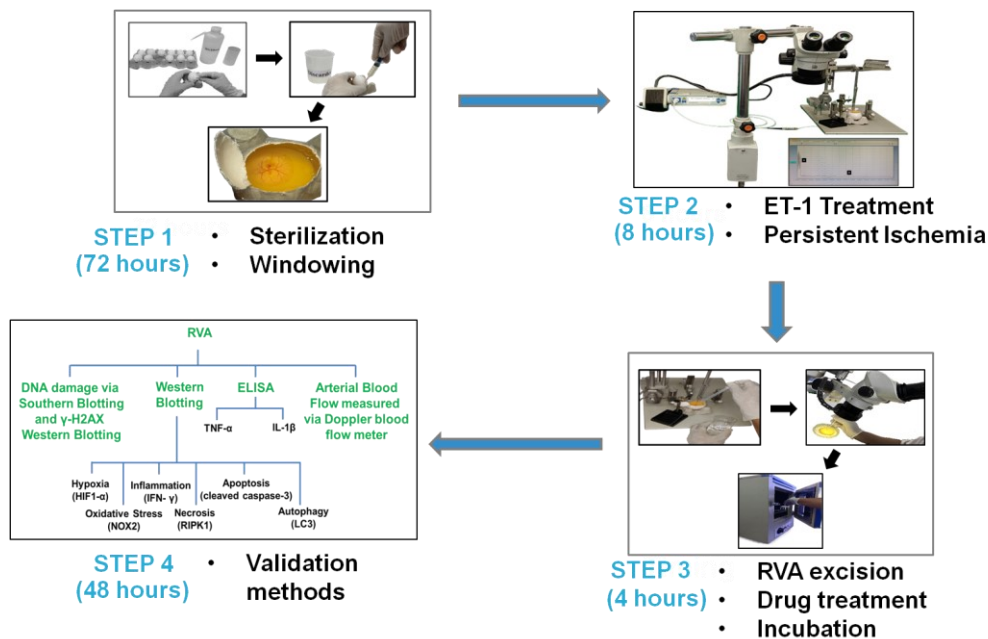 STEP 1
(72 hours)
• Sterilization
• Windowing
STEP 2
(8 hours)
• ET-1 Treatment
• Persistent Ischemia
RVA
DNA damage via
Southern Blotting
and γ-H2AX
Western Blotting
Western
Blotting
ELISA
Arterial Blood
Flow measured
via Doppler blood
flow meter
TNF-α
IL-1β
Hypoxia
(HIF1-α)
Oxidative Stress
(NOX2)
Inflammation
(IFN- γ)
Necrosis
(RIPK1)
Apoptosis
(cleaved caspase-3)
Autophagy
(LC3)
STEP 3
(4 hours)
• RVA excision
• Drug treatment
• Incubation
STEP 4
(48 hours)
• Validation
methods